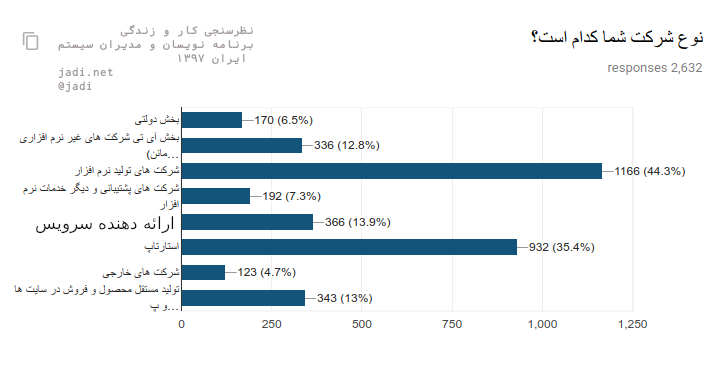 نظرسنجی کار و زندگی
برنامه نویسان و مدیران سیستم
ایران ۱۳۹۷
jadi.net
@jadi
نوع شرکت شما کدام است؟
2,632 responses
بخش دولتی
170 (6.5%)
بخش آی تی شرکت های غیر نرم افزاری
(مانن...
336 (12.8%)
شرکت های تولید نرم افزار
1166 (44.3%)
شرکت های پشتیبانی و دیگر خدمات نرم
افزار
192 (7.3%)
ارائه دهنده سرویس
366 (13.9%)
استارتاپ
932 (35.4%)
شرکت های خارجی
123 (4.7%)
تولید مستقل محصول و فروش در سایت ها
و پ...
343 (13%)
0 250 500 750 1,000 1,250